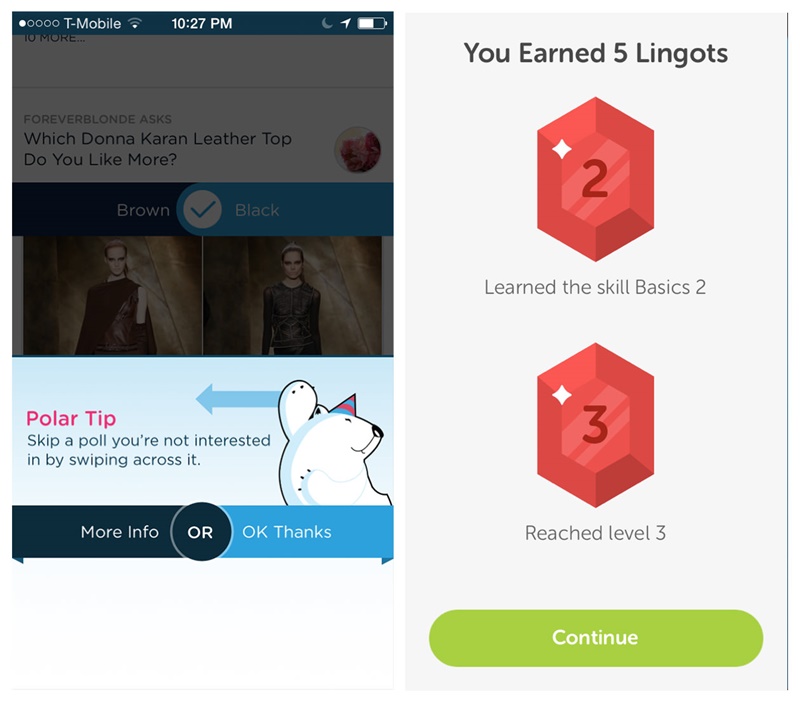 T-Mobile 10:27 PM
10 MORE...
FOREVERBLONDE ASKS
Which Donna Karan Leather Top
Do You Like More?
Brown Black
Polar Tip
Skip a poll you're not interested
in by swiping across it.
More Info OR OK Thanks
You Earned 5 Lingots
2
Learned the skill Basics 2
3
Reached level 3
Continue